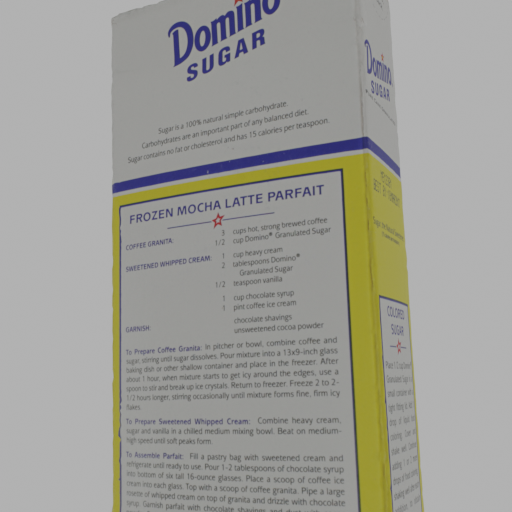 Domino
SUGAR
Sugar is a 100% natural simple carbohydrate.
Carbohydrates are an important part of any balanced diet.
Sugar contains no fat or cholesterol and has 15 calories per teaspoon.
FROZEN MOCHA LATTE PARFAIT
COFFEE GRANITA: 3 cups hot, strong brewed coffee
1/2 cup Domino® Granulated Sugar
SWEETENED WHIPPED CREAM: 1 cup heavy cream
2 tablespoons Domino®
Granulated Sugar
1/2 teaspoon vanilla
1 cup chocolate syrup
1 pint coffee ice cream
GARNISH: chocolate shavings
unsweetened cocoa powder
To Prepare Coffee Granita: In pitcher or bowl, combine coffee and
sugar, stirring until sugar dissolves. Pour mixture into a 13x9-inch glass
baking dish or other shallow container and place in the freezer. After
about 1 hour, when mixture starts to get icy around the edges, use a
spoon to stir and break up ice crystals. Return to freezer. Freeze 2 to 2-
1/2 hours longer, stirring occasionally until mixture forms fine, firm icy
flakes.
To Prepare Sweetened Whipped Cream: Combine heavy cream,
sugar and vanilla in a chilled medium mixing bowl. Beat on medium-
high speed until soft peaks form.
To Assemble Parfait: Fill a pastry bag with sweetened cream and
refrigerate until ready to use. Pour 1-2 tablespoons of chocolate syrup
into bottom of six tall 16-ounce glasses. Place a scoop of coffee ice
cream into each glass. Top with a scoop of coffee granita. Pipe a large
rosette of whipped cream on top of granita and drizzle with chocolate
syrup. Garnish parfait with chocolate shavings and dust with
Domino
SUGAR
COLORED
SUGAR